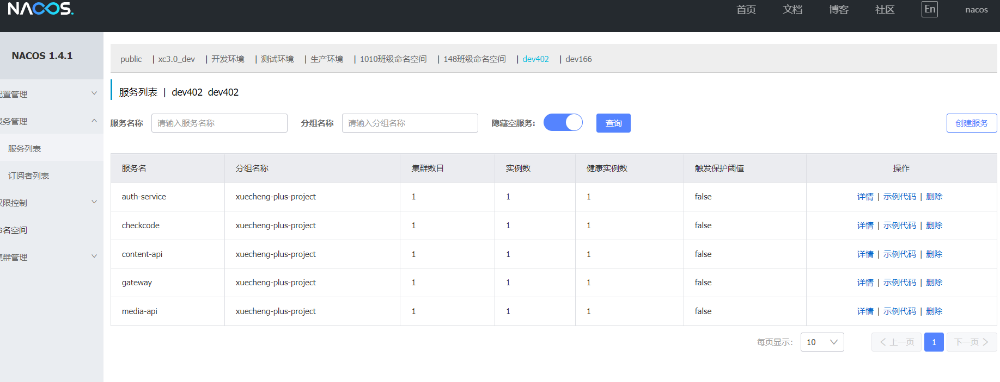 NACOS.
首页 文档 博客 社区 En nacos
NACOS 1.4.1
配置管理
服务管理
服务列表
订阅者列表
权限控制
命名空间
集群管理
public | xc3.0_dev | 开发环境 | 测试环境 | 生产环境 | 1010班级命名空间 | 148班级命名空间 | dev402 | dev166
服务列表 | dev402 dev402
服务名称 请输入服务名称 分组名称 请输入分组名称 隐藏空服务: 查询 创建服务
服务名 分组名称 集群数目 实例数 健康实例数 触发保护阈值 操作
auth-service xuecheng-plus-project 1 1 1 false 详情 | 示例代码 | 删除
checkcode xuecheng-plus-project 1 1 1 false 详情 | 示例代码 | 删除
content-api xuecheng-plus-project 1 1 1 false 详情 | 示例代码 | 删除
gateway xuecheng-plus-project 1 1 1 false 详情 | 示例代码 | 删除
media-api xuecheng-plus-project 1 1 1 false 详情 | 示例代码 | 删除
每页显示: 10 上一页 1 下一页